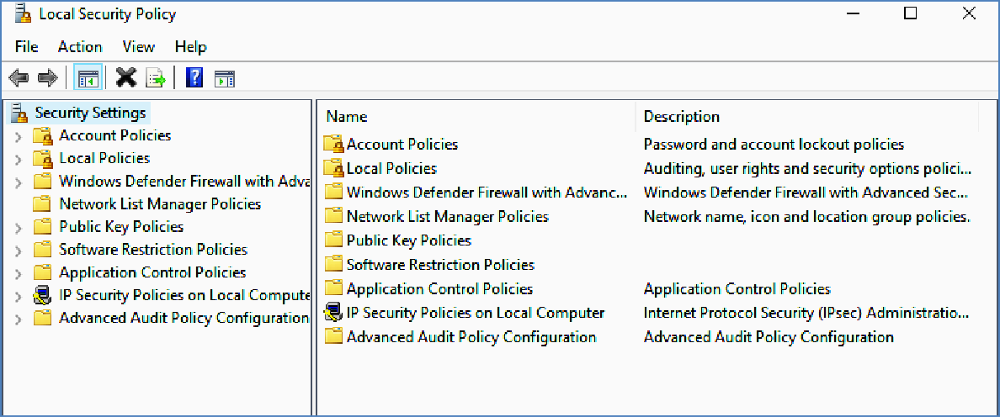 Local Security Policy
File Action View Help
Security Settings
Account Policies
Local Policies
Windows Defender Firewall with Adva
Network List Manager Policies
Public Key Policies
Software Restriction Policies
Application Control Policies
IP Security Policies on Local Compute
Advanced Audit Policy Configuration
Name Description
Account Policies Password and account lockout policies
Local Policies Auditing, user rights and security options polici...
Windows Defender Firewall with Advanc... Windows Defender Firewall with Advanced Sec...
Network List Manager Policies Network name, icon and location group policies.
Public Key Policies
Software Restriction Policies
Application Control Policies Application Control Policies
IP Security Policies on Local Computer Internet Protocol Security (IPsec) Administratio...
Advanced Audit Policy Configuration Advanced Audit Policy Configuration